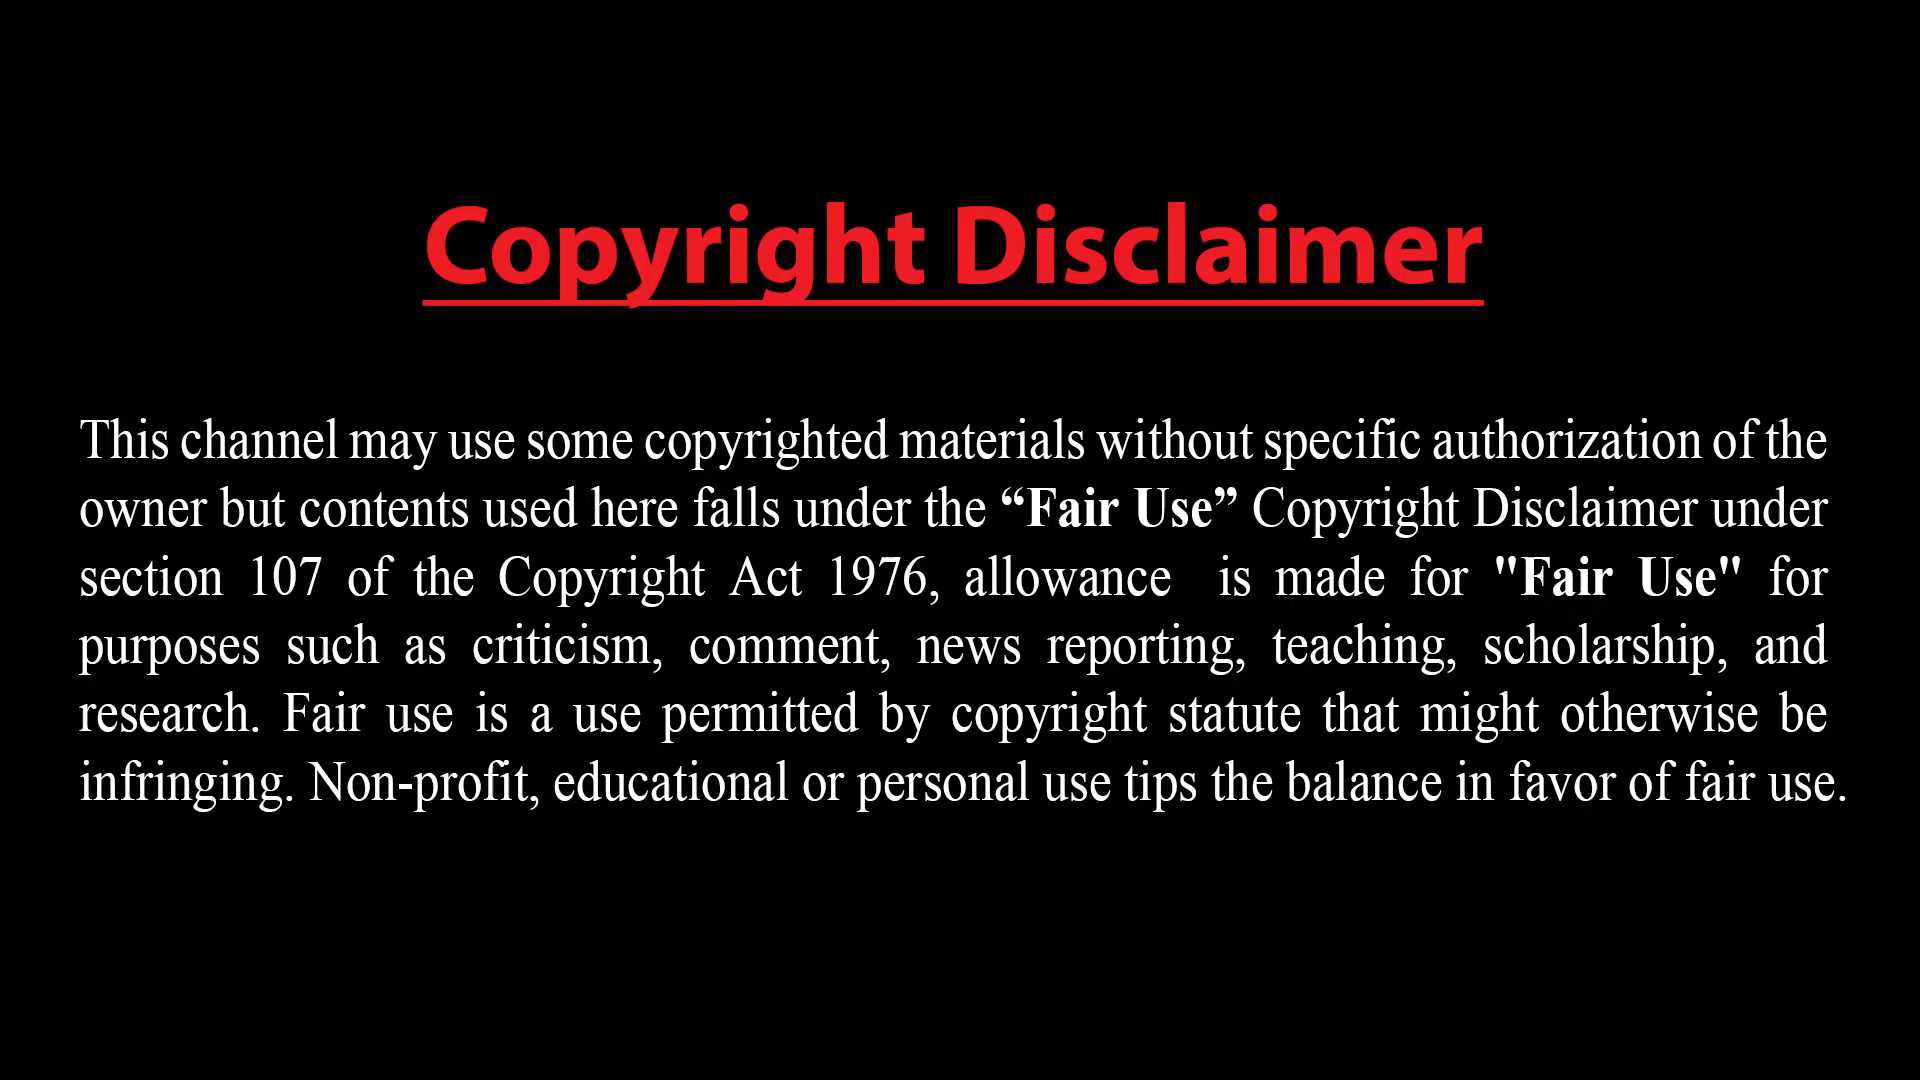 Copyright Disclaimer
This channel may use some copyrighted materials without specific authorization of the
owner but contents used here falls under the “Fair Use” Copyright Disclaimer under
section 107 of the Copyright Act 1976, allowance  is made for "Fair Use" for
purposes such as criticism, comment, news reporting, teaching, scholarship, and
research. Fair use is a use permitted by copyright statute that might otherwise be
infringing. Non-profit, educational or personal use tips the balance in favor of fair use.